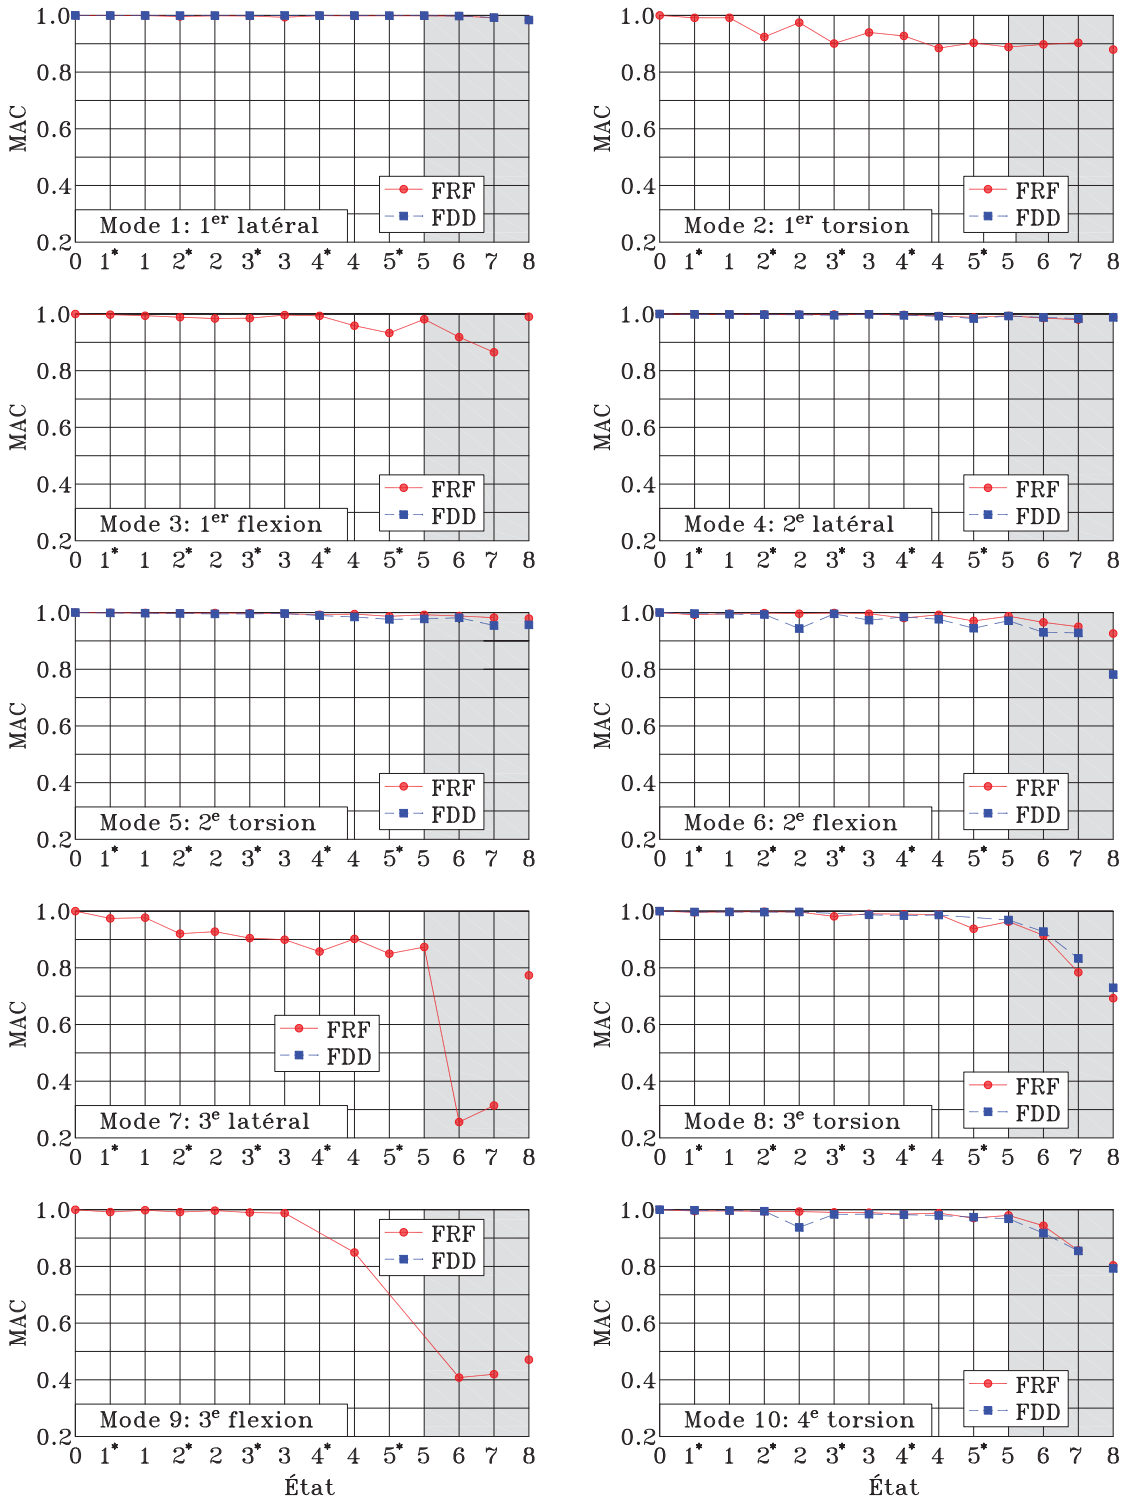 1.0
0.8
MAC
0.6
0.4
FRF
FDD
Mode 1: 1er latéral
0.2
0 1* 1 2* 2 3* 3 4* 4 5* 5 6 7 8
1.0
0.8
MAC
0.6
0.4
FRF
FDD
Mode 2: 1er torsion
0.2
0 1* 1 2* 2 3* 3 4* 4 5* 5 6 7 8
1.0
0.8
MAC
0.6
0.4
FRF
FDD
Mode 3: 1er flexion
0.2
0 1* 1 2* 2 3* 3 4* 4 5* 5 6 7 8
1.0
0.8
MAC
0.6
0.4
FRF
FDD
Mode 4: 2e latéral
0.2
0 1* 1 2* 2 3* 3 4* 4 5* 5 6 7 8
1.0
0.8
MAC
0.6
0.4
FRF
FDD
Mode 5: 2e torsion
0.2
0 1* 1 2* 2 3* 3 4* 4 5* 5 6 7 8
1.0
0.8
MAC
0.6
0.4
FRF
FDD
Mode 6: 2e flexion
0.2
0 1* 1 2* 2 3* 3 4* 4 5* 5 6 7 8
1.0
0.8
MAC
0.6
FRF
FDD
0.4
Mode 7: 3e latéral
0.2
0 1* 1 2* 2 3* 3 4* 4 5* 5 6 7 8
1.0
0.8
MAC
0.6
0.4
FRF
FDD
Mode 8: 3e torsion
0.2
0 1* 1 2* 2 3* 3 4* 4 5* 5 6 7 8
1.0
FRF
FDD
0.8
MAC
0.6
0.4
Mode 9: 3e flexion
0.2
0 1* 1 2* 2 3* 3 4* 4 5* 5 6 7 8
État
1.0
0.8
MAC
0.6
0.4
FRF
FDD
Mode 10: 4e torsion
0.2
0 1* 1 2* 2 3* 3 4* 4 5* 5 6 7 8
État